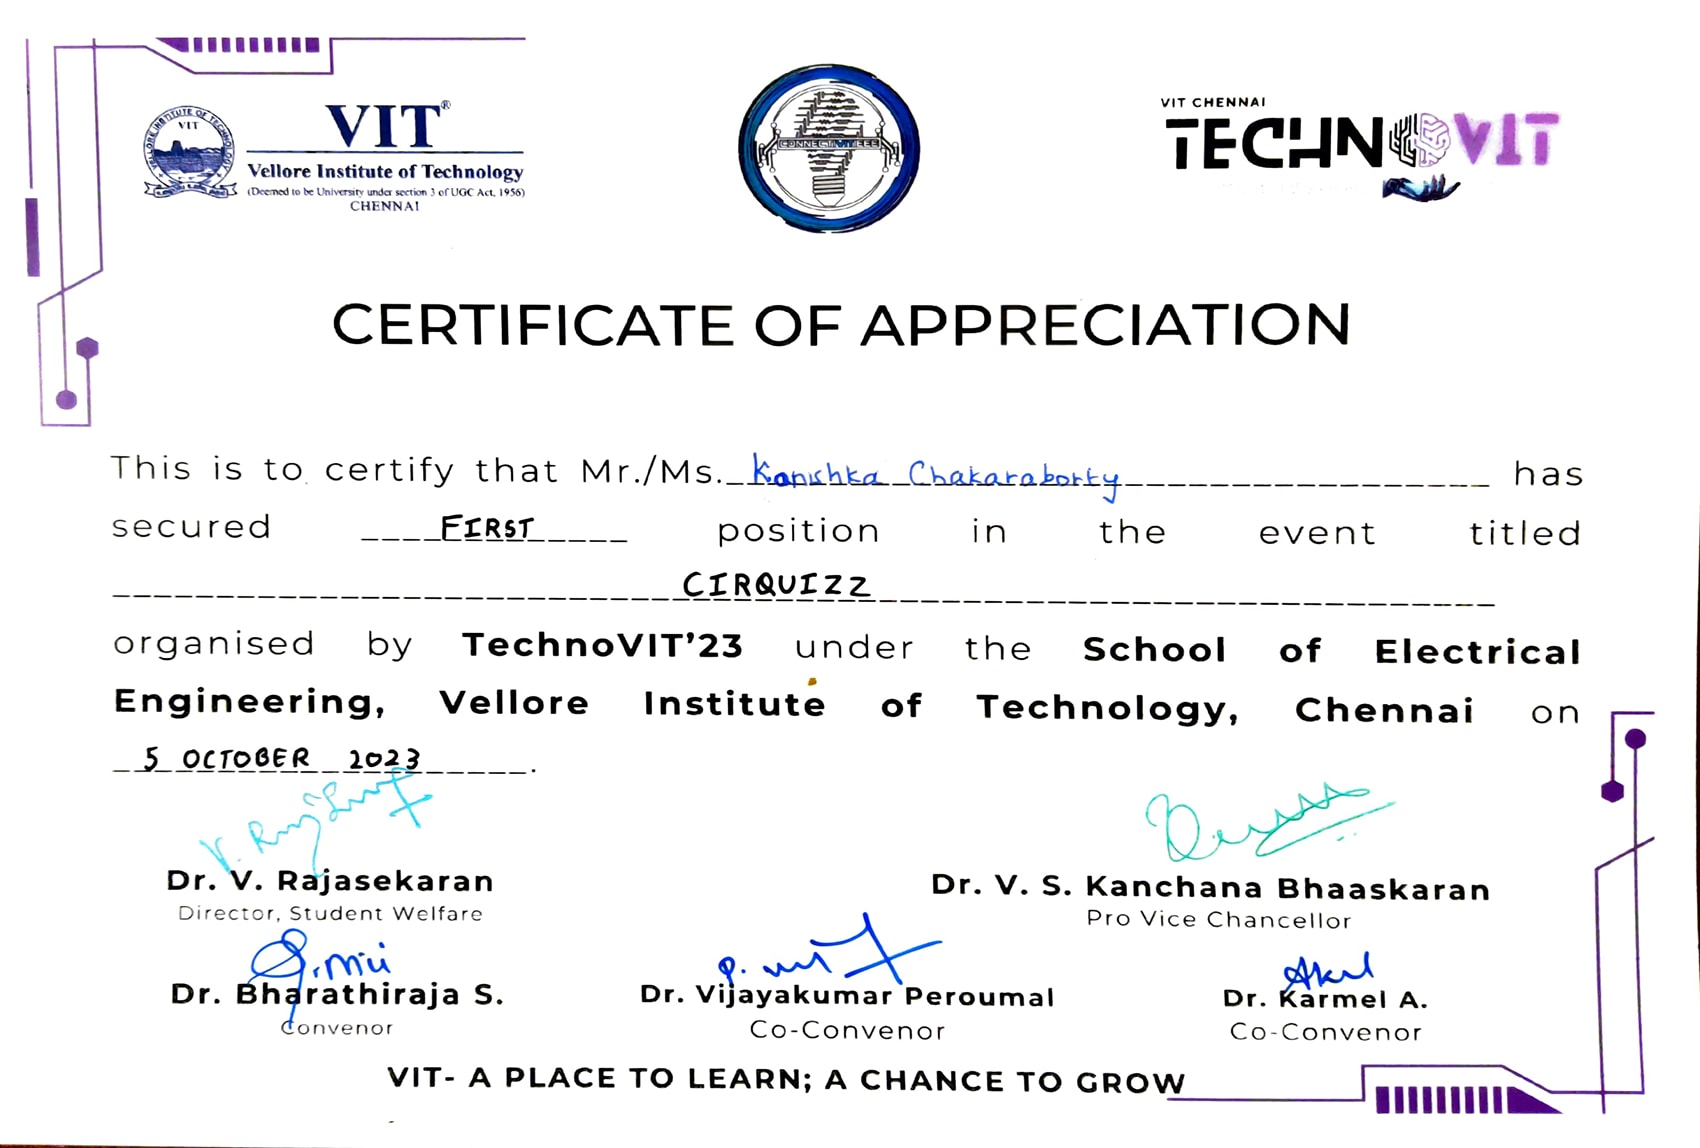 VIT®
Vellore Institute of Technology
(Deemed to be University under section 3 of UGC Act, 1956)
CHENNAI
VELLORE INSTITUTE OF TECHNOLOGY
VIT
CONNECTIVITEEE
VIT CHENNAI
TECHNOVIT
CERTIFICATE OF APPRECIATION
This is to certify that Mr./Ms. Kanishka Chakaraborty has
secured FIRST position in the event titled
CIRQUIZZ
organised by TechnoVIT'23 under the School of Electrical
Engineering, Vellore Institute of Technology, Chennai on
5 OCTOBER 2023.
Dr. V. Rajasekaran
Director, Student Welfare
Dr. V. S. Kanchana Bhaaskaran
Pro Vice Chancellor
Dr. Bharathiraja S.
Convenor
Dr. Vijayakumar Peroumal
Co-Convenor
Dr. Karmel A.
Co-Convenor
VIT- A PLACE TO LEARN; A CHANCE TO GROW